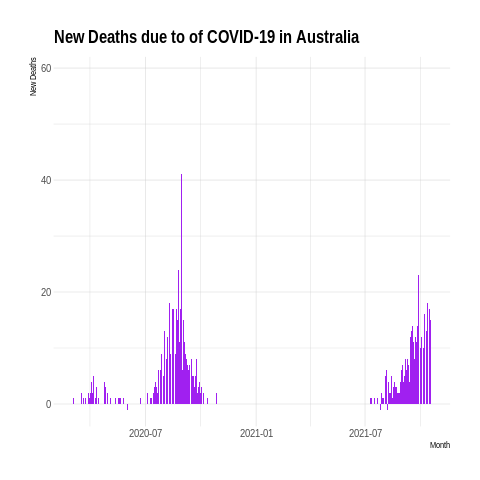 New Deaths due to of COVID-19 in Australia
New Deaths
60
40
20
0
2020-07
2021-01
2021-07
Month